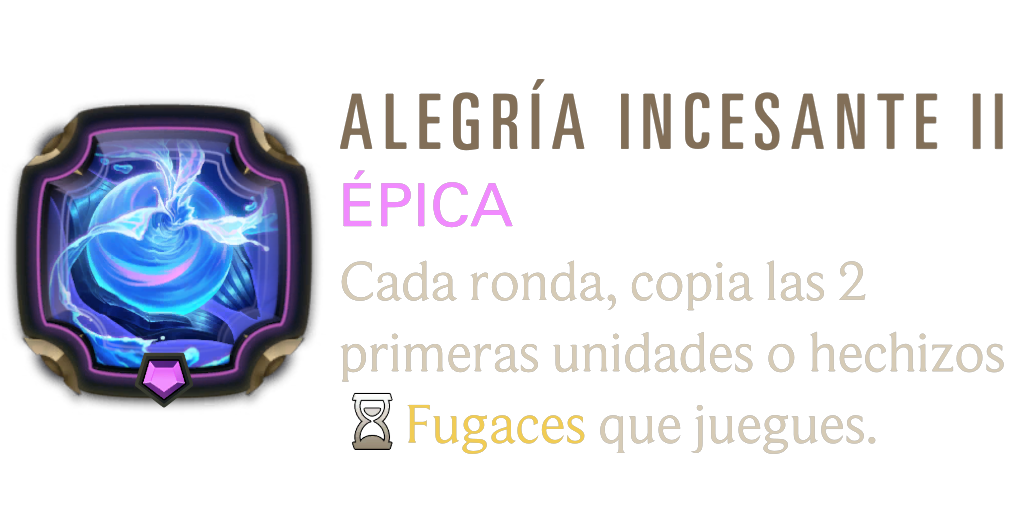 ALEGRÍA INCESANTE II
ÉPICA
Cada ronda, copia las 2
primeras unidades o hechizos
Fugaces que juegues.